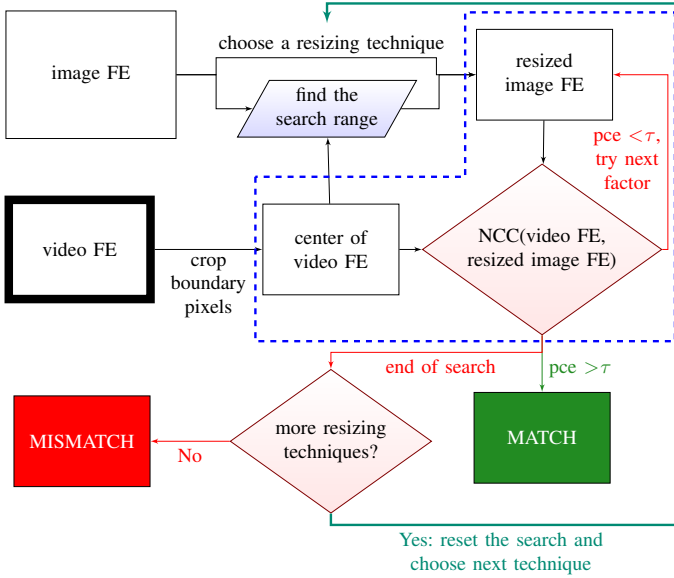 choose a resizing technique
image FE
find the
search range
resized
image FE
pce < τ,
try next
factor
video FE
crop
boundary
pixels
center of
video FE
NCC(video FE,
resized image FE)
end of search
pce > τ
MISMATCH
No
more resizing
techniques?
MATCH
Yes: reset the search and
choose next technique